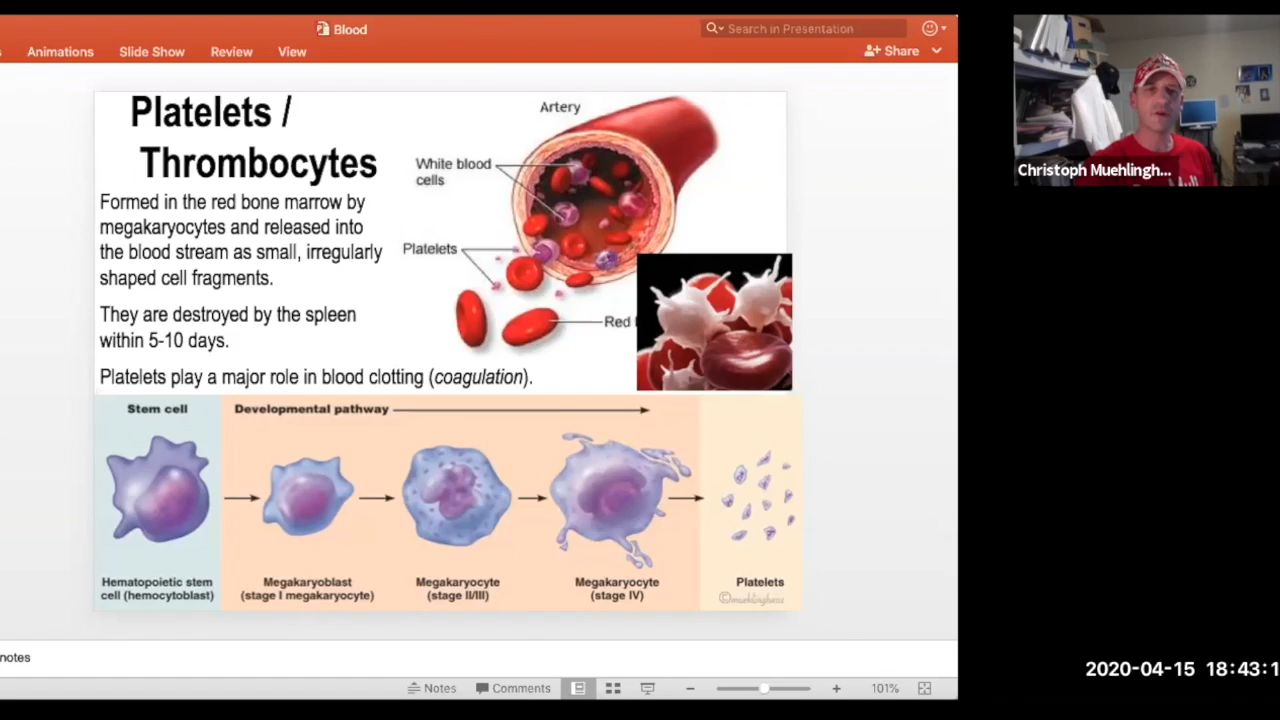 Blood
Search in Presentation
Animations
Slide Show
Review
View
Share
Platelets /
Thrombocytes
Formed in the red bone marrow by
megakaryocytes and released into
the blood stream as small, irregularly
shaped cell fragments.
They are destroyed by the spleen
within 5-10 days.
Platelets play a major role in blood clotting (coagulation).
Artery
White blood
cells
Platelets
Red
Stem cell
Developmental pathway
Hematopoietic stem
cell (hemocytoblast)
Megakaryoblast
(stage I megakaryocyte)
Megakaryocyte
(stage II/III)
Megakaryocyte
(stage IV)
Platelets
notes
Notes
Comments
101%
Christoph Muehlingh...
2020-04-15 18:43:1